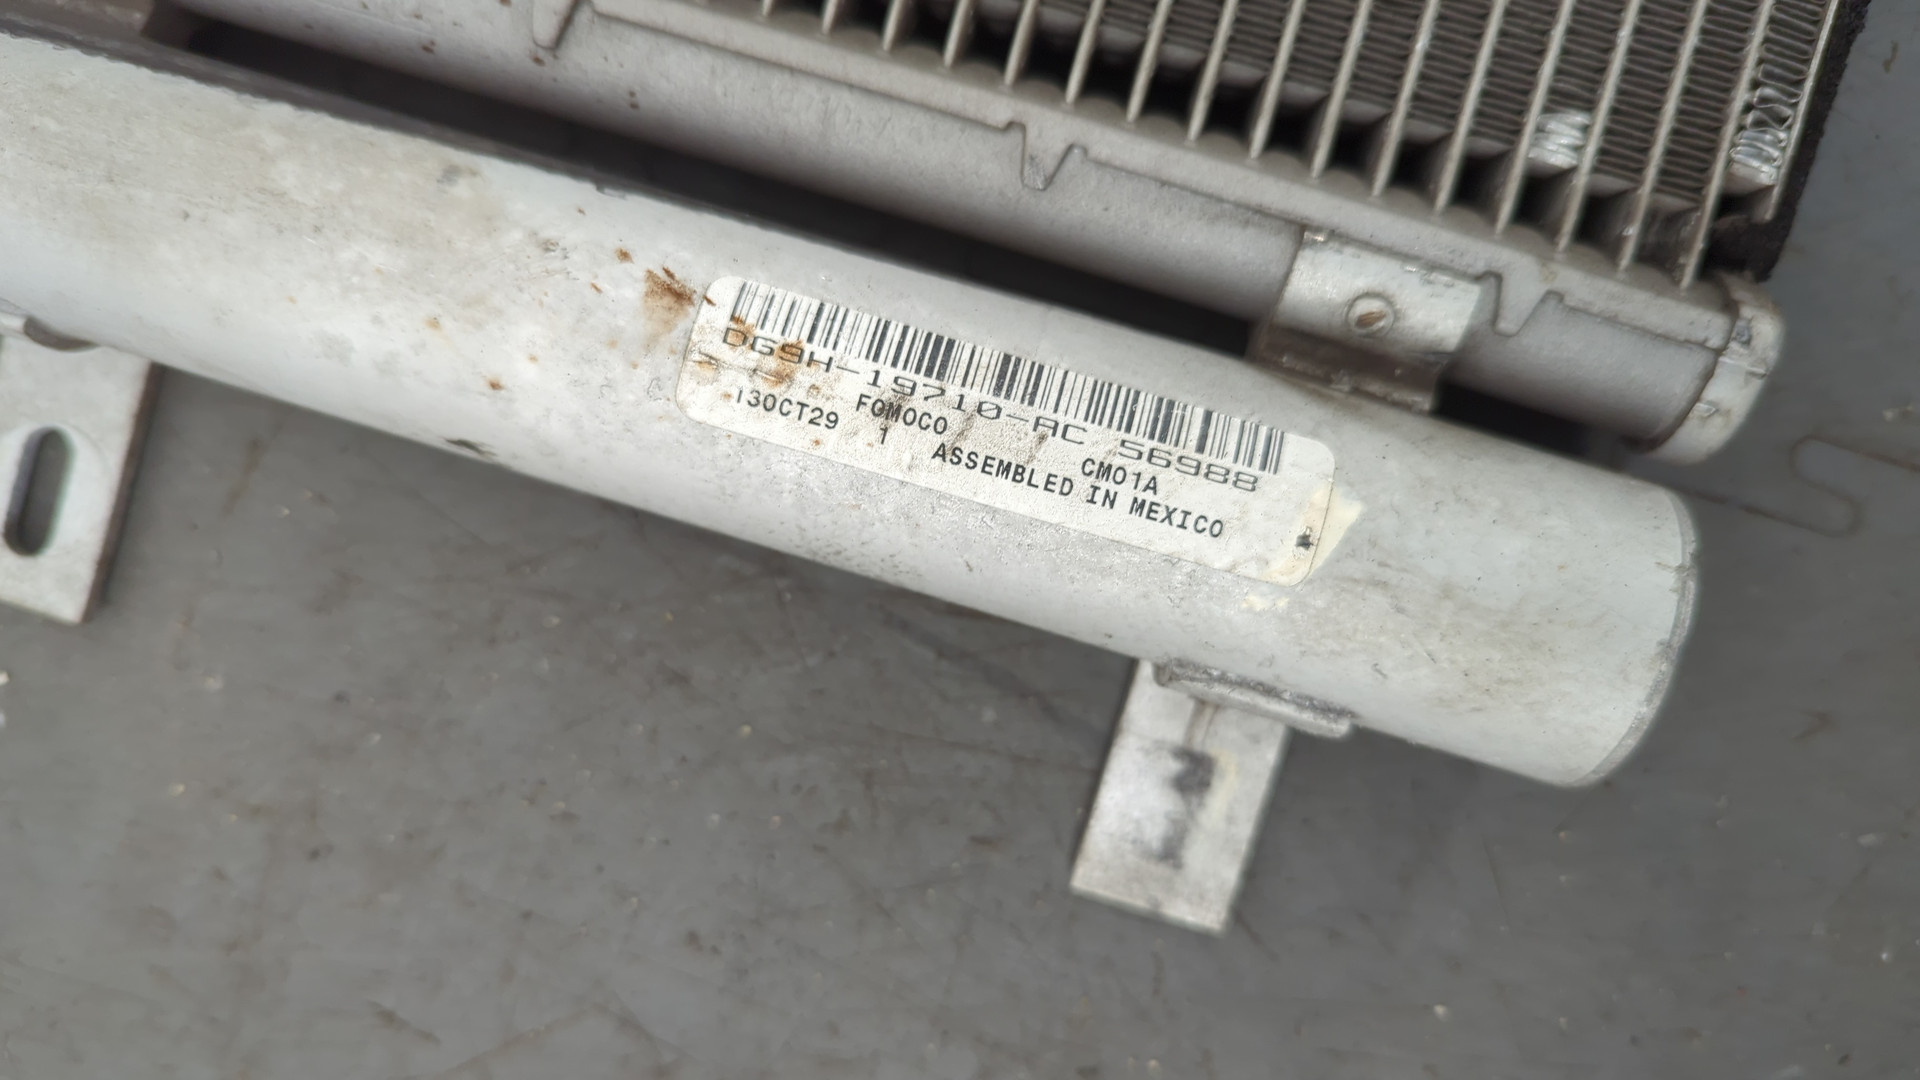 DG9H-19710-AC 56988
FOMOCO CM01A
13OCT29 1 ASSEMBLED IN MEXICO